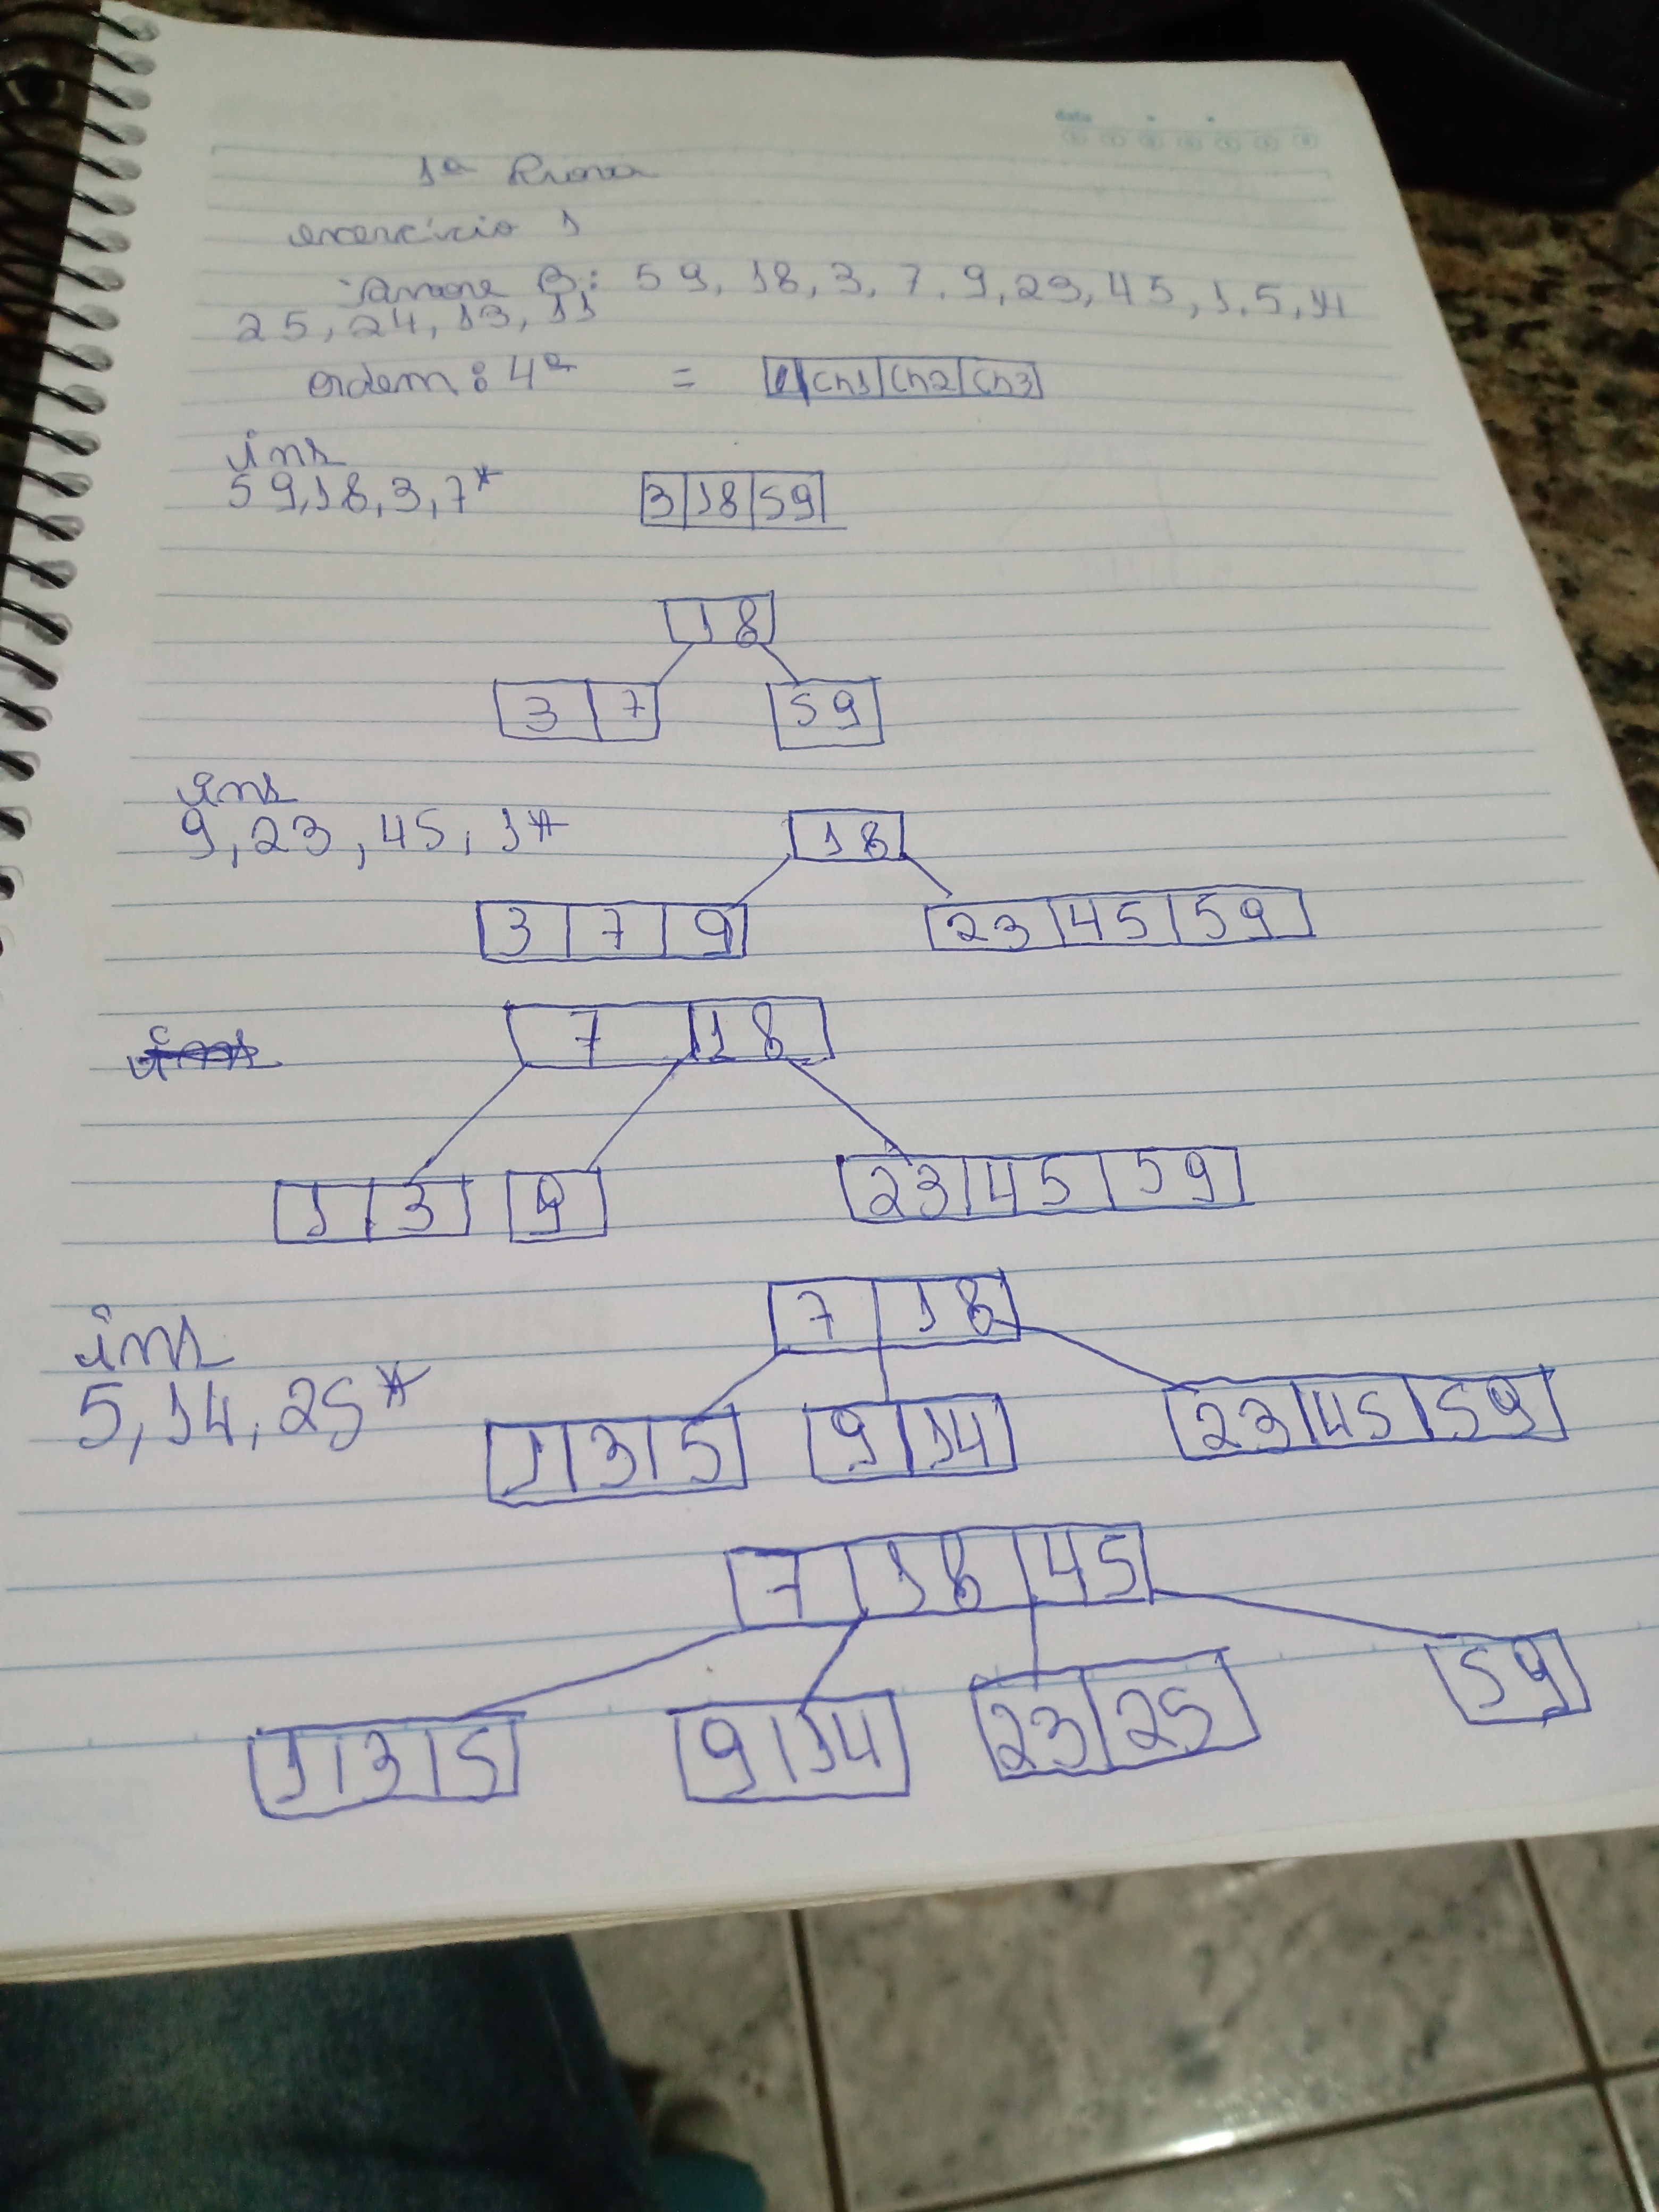 1ª Prova
exercício 1
árvore B: 59, 18, 3, 7, 9, 23, 45, 1, 5, 14
25, 24, 13, 11
ordem: 4ª = ch1 ch2 ch3
ins
59, 18, 3, 7* 3 18 59
18
3 7 59
ins
9, 23, 45, 1* 18
3 7 9 23 45 59
7 18
1 3 9 23 45 59
7 18
ins
5, 14, 25* 1 3 5 9 14 23 45 59
7 18 45
1 3 5 9 14 23 25 59